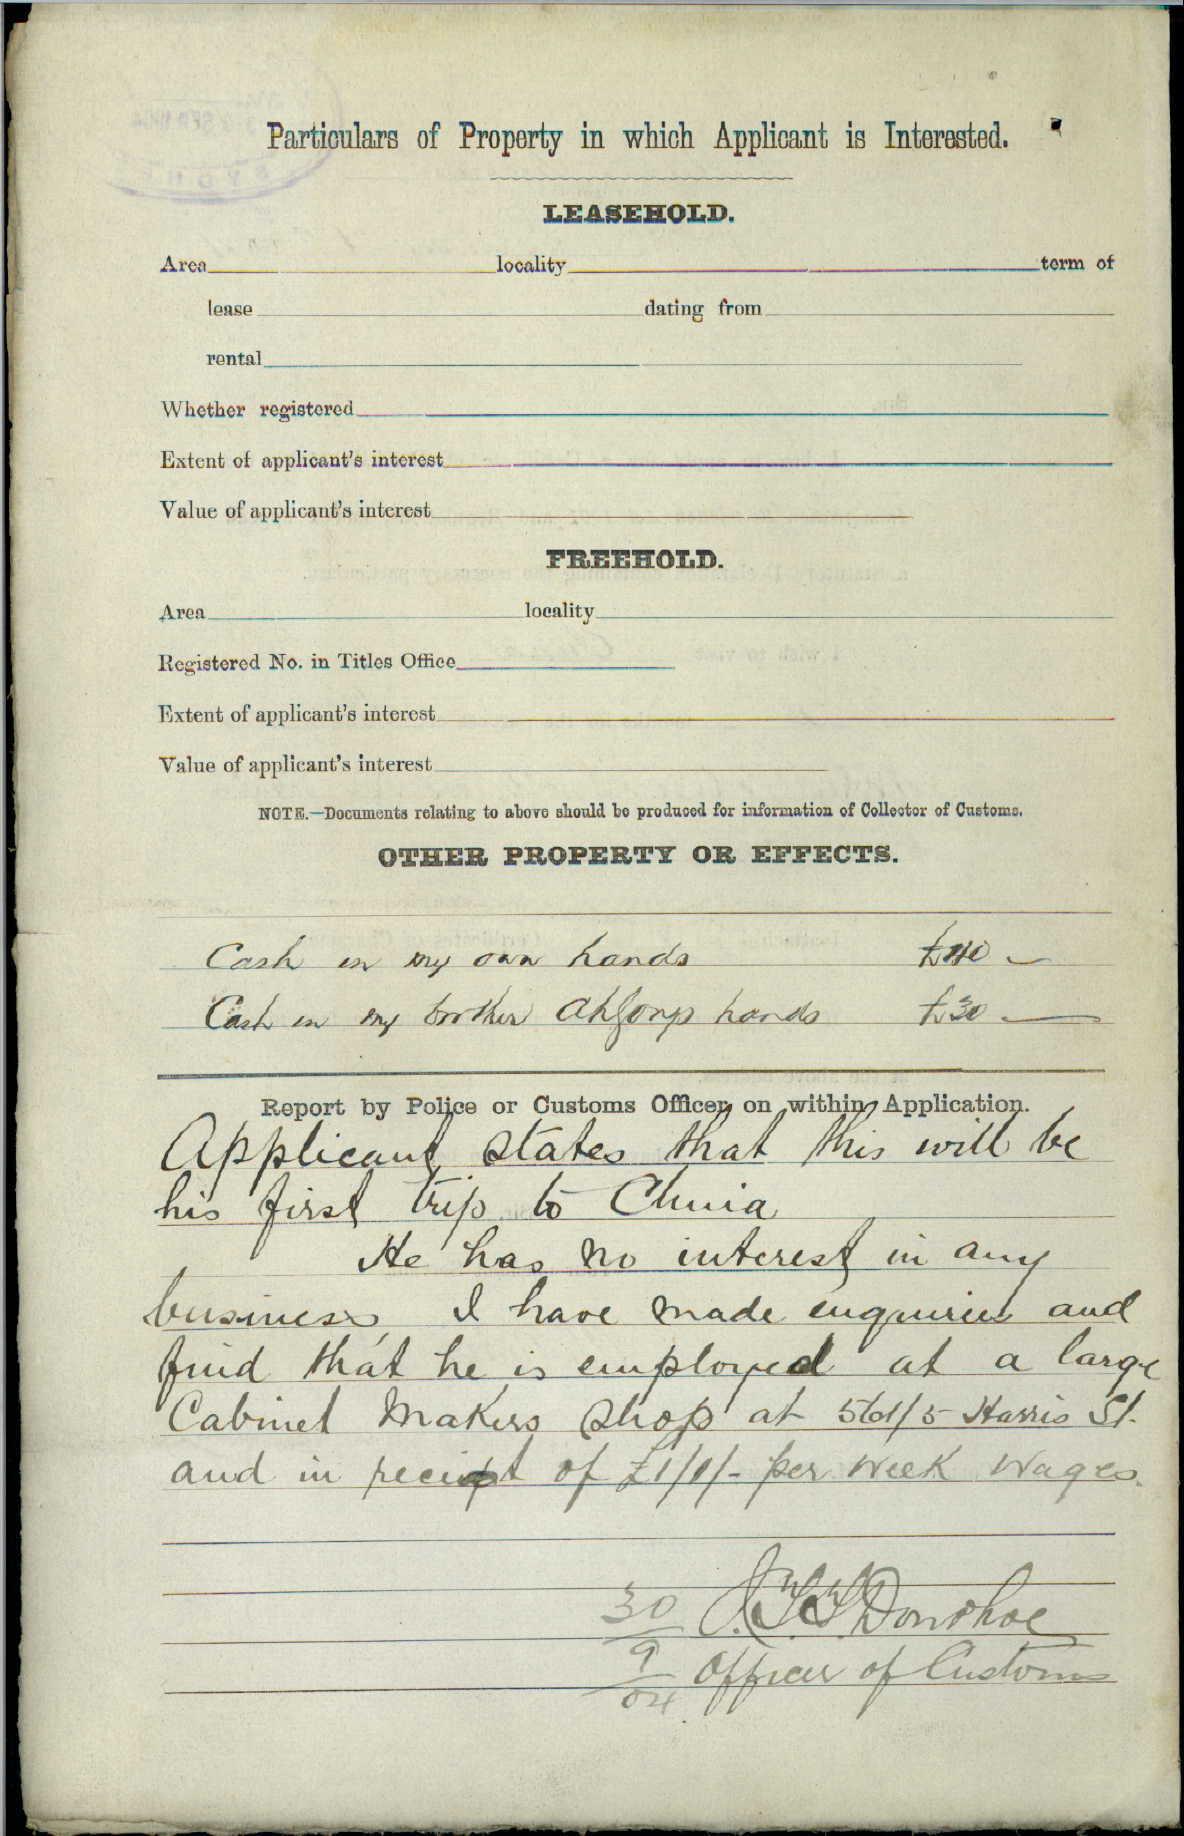 Particulars of Property in which Applicant is Interested.
LEASEHOLD.
Area locality term of
lease dating from
rental
Whether registered
Extent of applicant's interest
Value of applicant's interest
FREEHOLD.
Area locality
Registered No. in Titles Office
Extent of applicant's interest
Value of applicant's interest
NOTE.—Documents relating to above should be produced for information of Collector of Customs.
OTHER PROPERTY OR EFFECTS.
Cash in my own hands
Cash in my brother hands £30
Report by Police or Customs Officer on within Application.
Applicant states that this will be
his first trip to China
He has no interest in any
business, I have made enquiries and
find that he is employed at a large
Cabinet Makers Shop at Harris St.
and in reciept of £1/1/- per week wages.
30 Donohoe
9 Officer of Customs
04